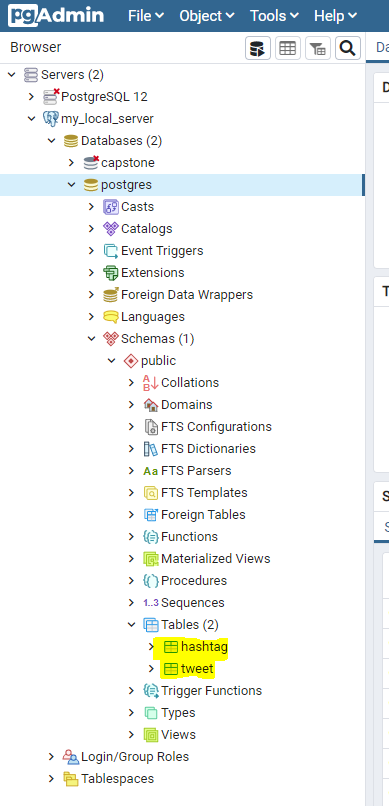 pgAdmin File Object Tools Help
Browser
Servers (2)
PostgreSQL 12
my_local_server
Databases (2)
capstone
postgres
Casts
Catalogs
Event Triggers
Extensions
Foreign Data Wrappers
Languages
Schemas (1)
public
Collations
Domains
FTS Configurations
FTS Dictionaries
Aa FTS Parsers
FTS Templates
Foreign Tables
Functions
Materialized Views
Procedures
1..3 Sequences
Tables (2)
hashtag
tweet
Trigger Functions
Types
Views
Login/Group Roles
Tablespaces